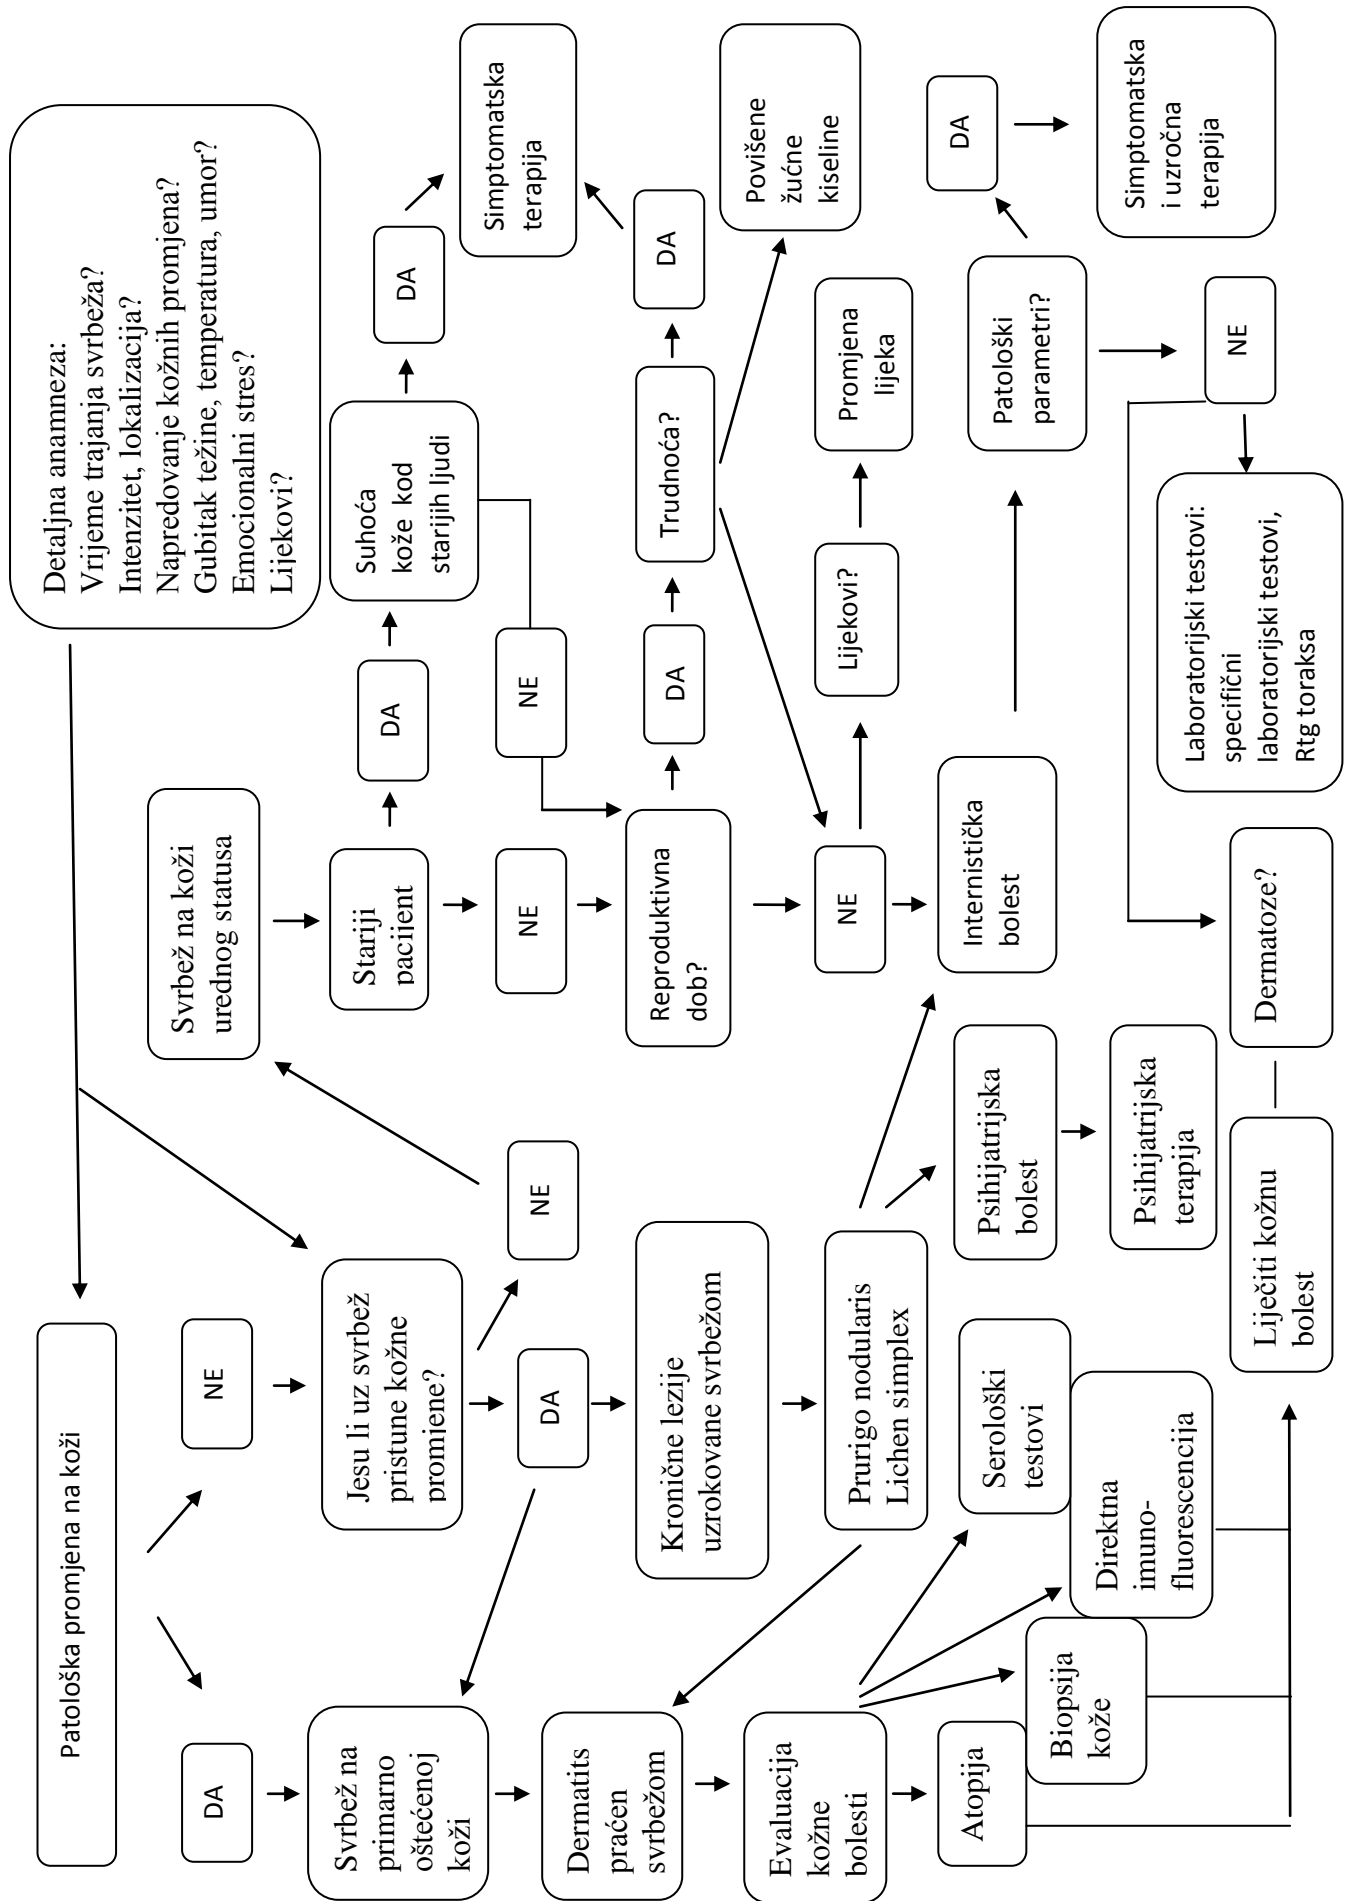 Patološka promjena na koži
Detaljna anamneza:
Vrijeme trajanja svrbeža?
Intenzitet, lokalizacija?
Napredovanje kožnih promjena?
Gubitak težine, temperatura, umor?
Emocionalni stres?
Lijekovi?
DA
NE
Svrbež na koži
urednog statusa
Svrbež na
primarno
oštećenoj
koži
Jesu li uz svrbež
pristune kožne
promjene?
Stariji
pacijent
DA
Suhoća
kože kod
starijih ljudi
DA
Simptomatska
terapija
DA
NE
NE
NE
Dermatits
praćen
svrbežom
Kronične lezije
uzrokovane svrbežom
Reproduktivna
dob?
DA
Trudnoća?
DA
Povišene
žučne
kiseline
Evaluacija
kožne
bolesti
Prurigo nodularis
Lichen simplex
NE
Lijekovi?
Promjena
lijeka
Atopija
Serološki
testovi
Psihijatrijska
bolest
Internistička
bolest
Patološki
parametri?
DA
Biopsija
kože
Direktna
imuno-
fluorescencija
Psihijatrijska
terapija
Simptomatska
i uzročna
terapija
NE
Laboratorijski testovi:
specifični
laboratorijski testovi,
Rtg toraksa
Liječiti kožnu
bolest
Dermatoze?